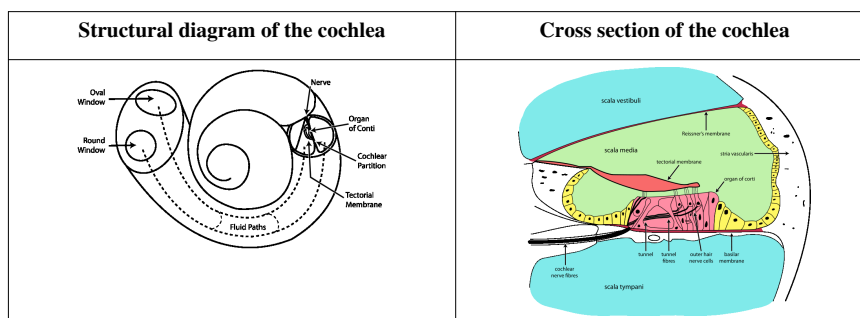 Structural diagram of the cochlea
Cross section of the cochlea
Nerve
Oval
Window
Organ
of Conti
Round
Window
Cochlear
Partition
Tectorial
Membrane
Fluid Paths
scala vestibuli
Reissner's membrane
scala media
stria vascularis
tectorial membrane
organ of corti
cochlear
nerve fibres
tunnel
tunnel
fibres
outer hair
nerve cells
basilar
membrane
scala tympani